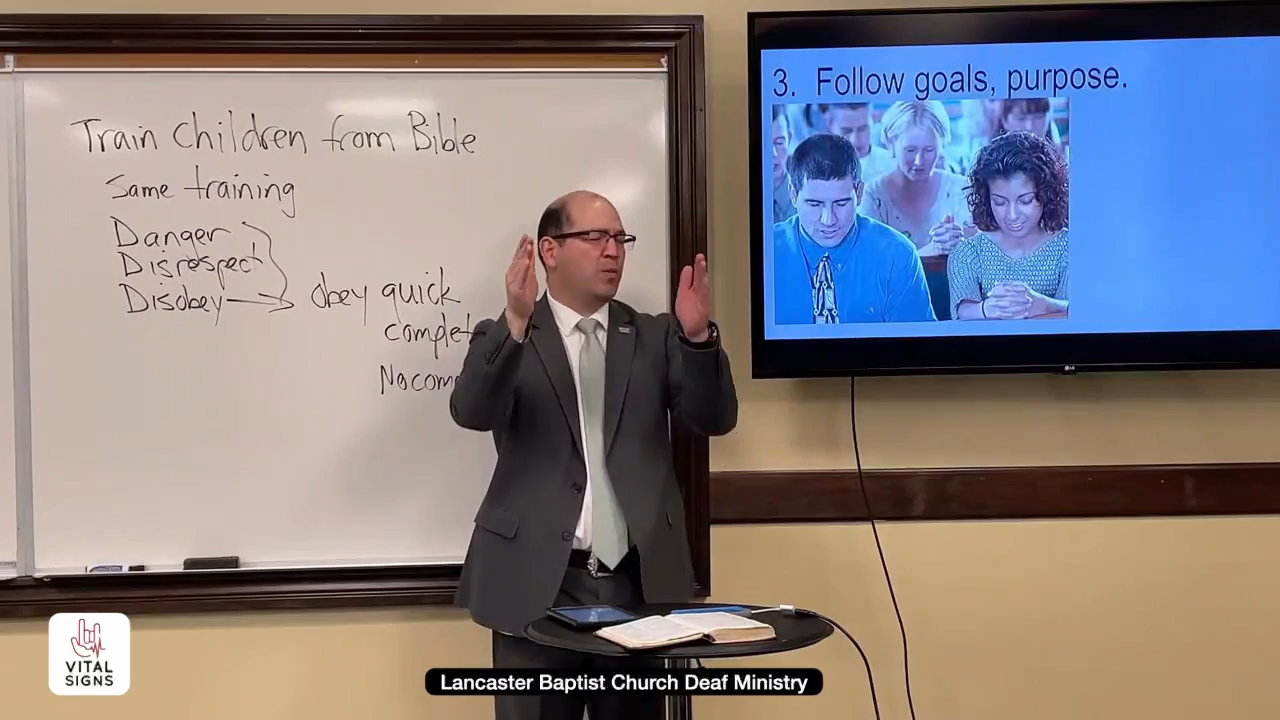 Train Children from Bible
Same training
Danger
Disrespect
Disobey
obey quick
3. Follow goals, purpose.
LG
VITAL
SIGNS
Lancaster Baptist Church Deaf Ministry